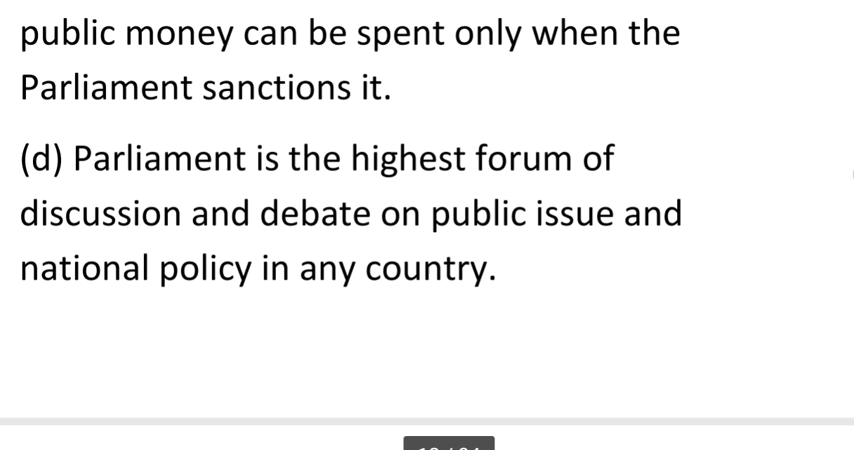 public money can be spent only when the
Parliament sanctions it.
(d) Parliament is the highest forum of
discussion and debate on public issue and
national policy in any country.